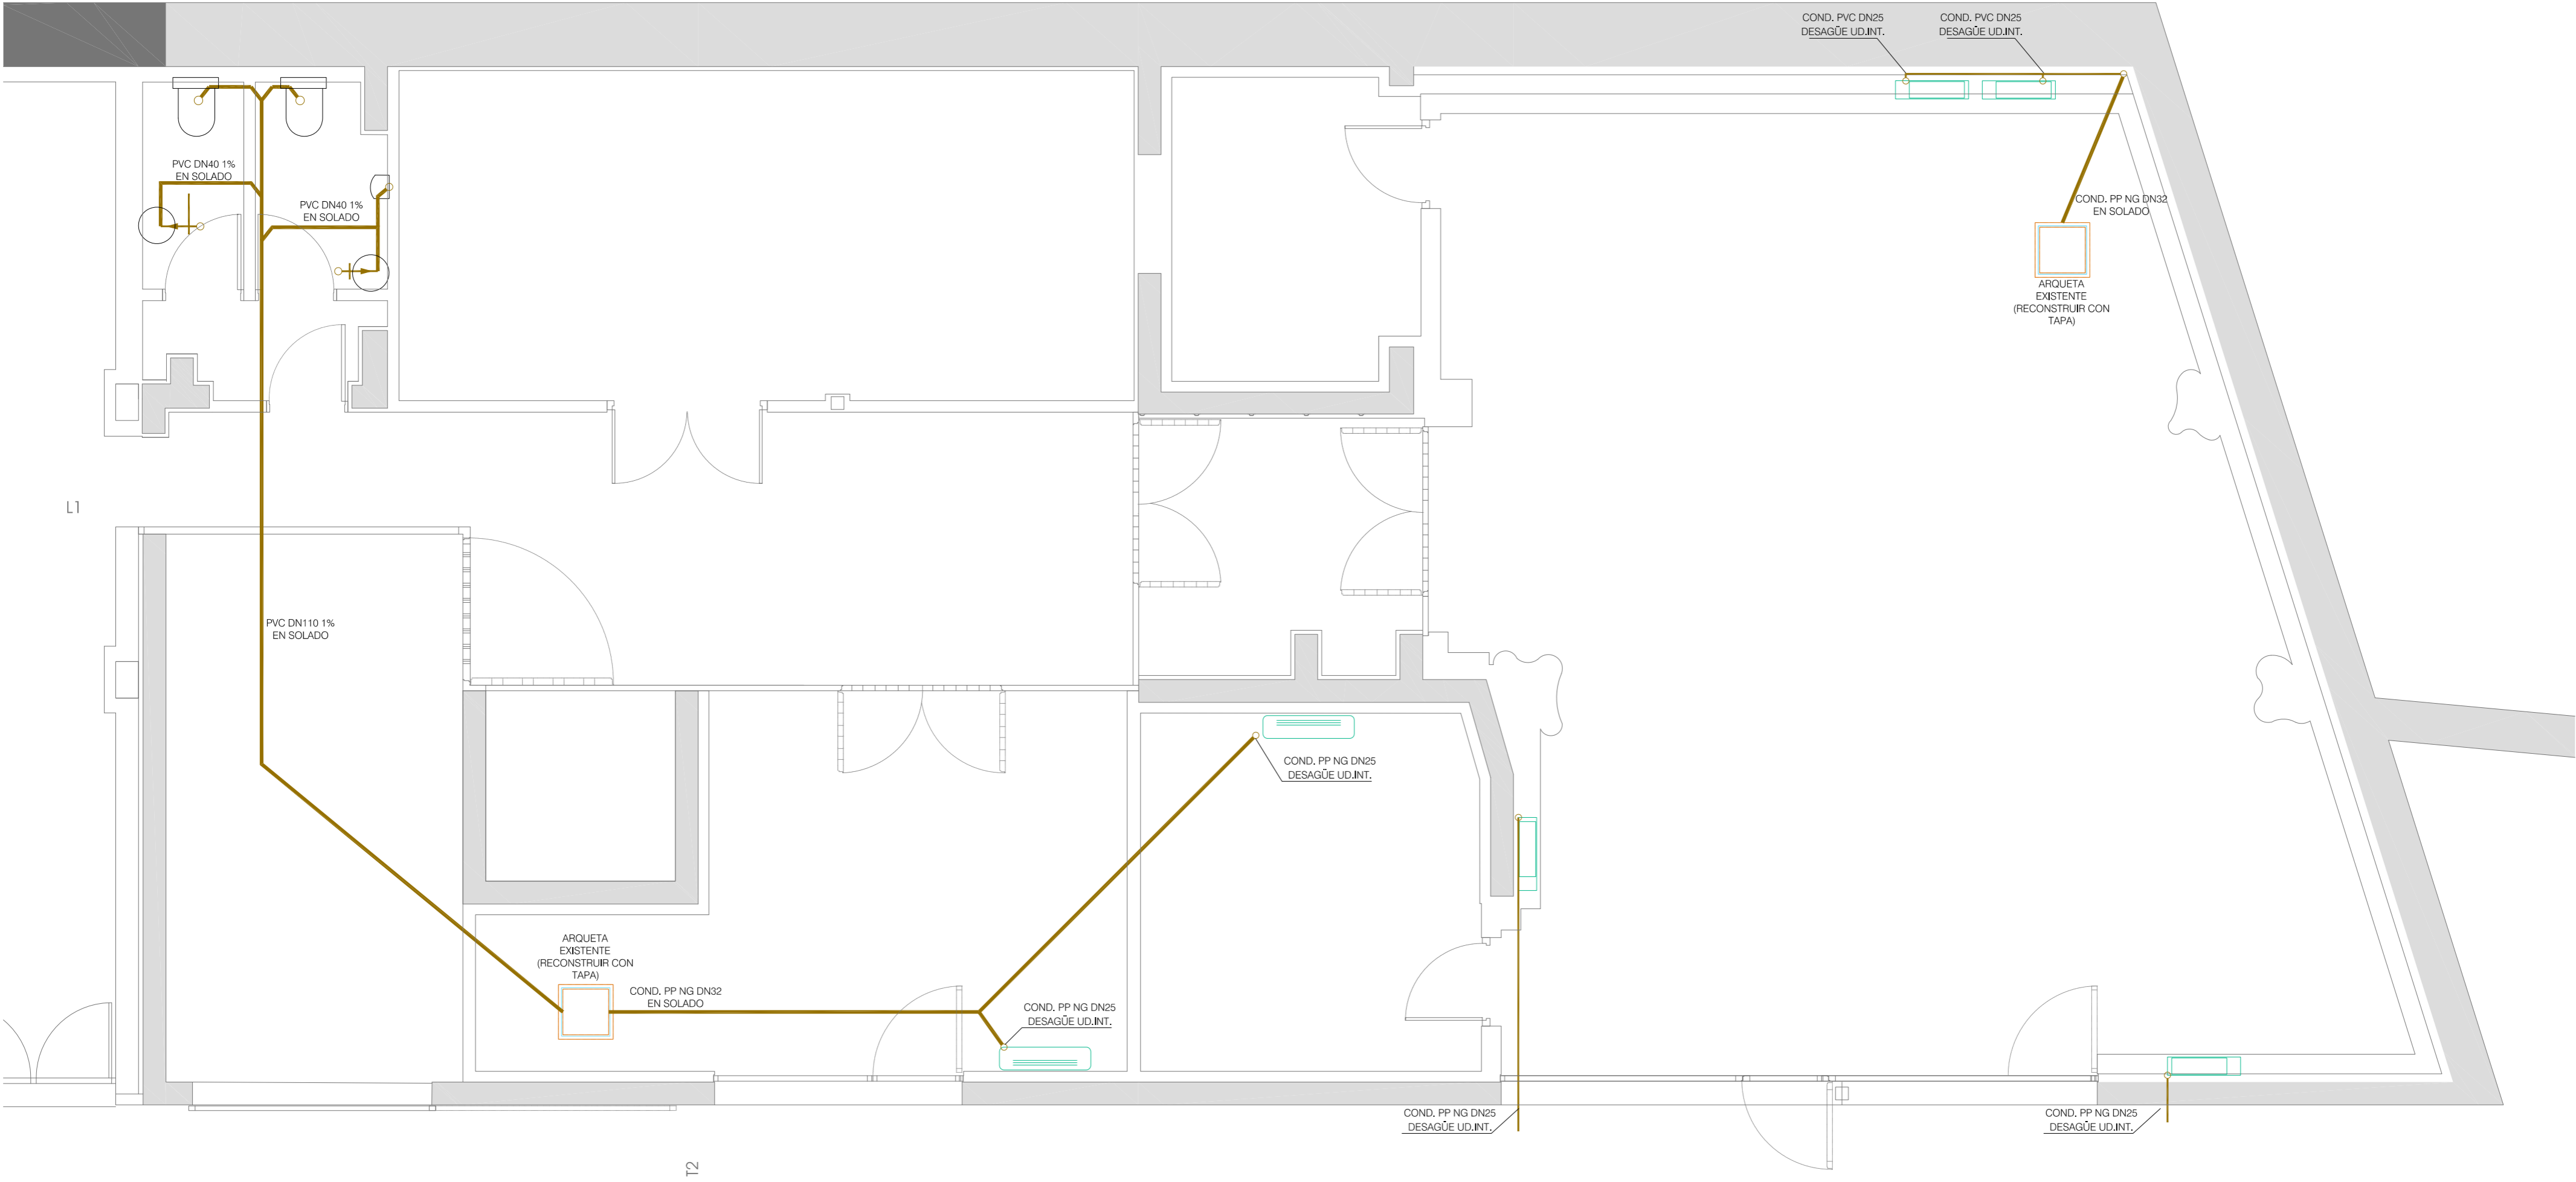 COND. PVC DN25
DESAGÜE UD.INT.
COND. PVC DN25
DESAGÜE UD.INT.
PVC DN40 1%
EN SOLADO
PVC DN40 1%
EN SOLADO
COND. PP NG DN32
EN SOLADO
ARQUETA
EXISTENTE
(RECONSTRUIR CON
TAPA)
L1
PVC DN110 1%
EN SOLADO
COND. PP NG DN25
DESAGÜE UD.INT.
ARQUETA
EXISTENTE
(RECONSTRUIR CON
TAPA)
COND. PP NG DN32
EN SOLADO
COND. PP NG DN25
DESAGÜE UD.INT.
COND. PP NG DN25
DESAGÜE UD.INT.
COND. PP NG DN25
DESAGÜE UD.INT.
T2